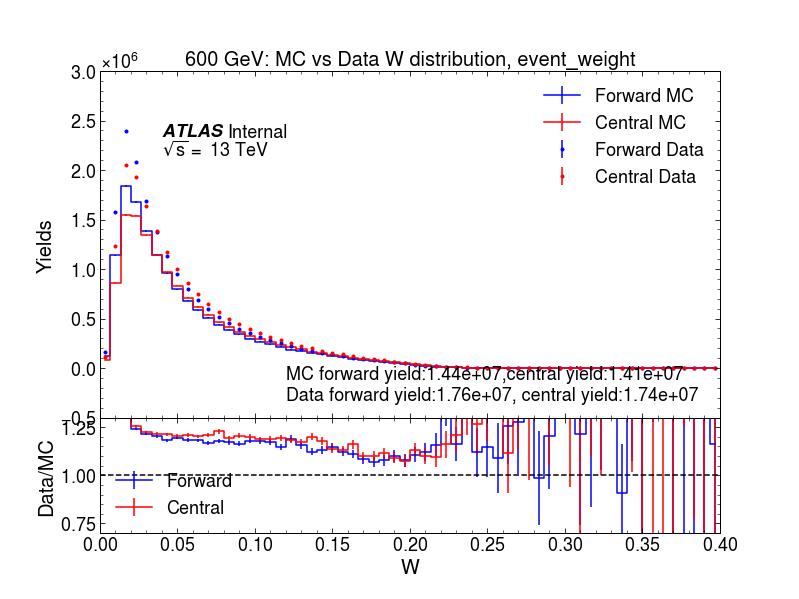 ×10⁶
600 GeV: MC vs Data W distribution, event_weight
3.0
2.5
2.0
1.5
1.0
0.5
0.0
0.5
Yields
ATLAS Internal
√s = 13 TeV
Forward MC
Central MC
Forward Data
Central Data
MC forward yield:1.44e+07,central yield:1.41e+07
Data forward yield:1.76e+07, central yield:1.74e+07
1.25
1.00
0.75
Data/MC
Forward
Central
0.00 0.05 0.10 0.15 0.20 0.25 0.30 0.35 0.40
W